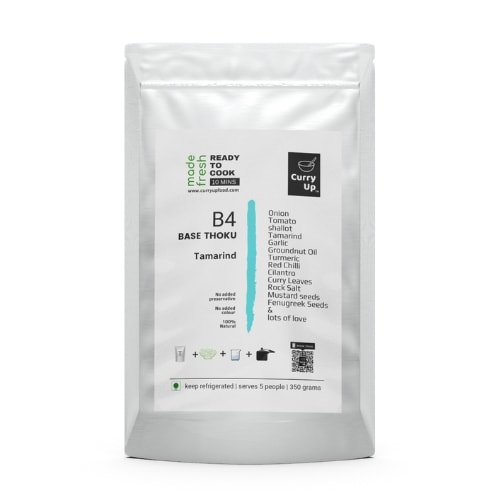 made
fresh
READY
TO
COOK
10 MINS
www.curryupfood.com
Curry
Up
B4
BASE THOKU
Tamarind
No added
preservative
No added
colour
100%
Natural
Onion
Tomato
shallot
Tamarind
Garlic
Groundnut Oil
Turmeric
Red Chilli
Cilantro
Curry Leaves
Rock Salt
Mustard seeds
Fenugreek Seeds
&
lots of love
+ + +
keep refrigerated | serves 5 people | 350 grams